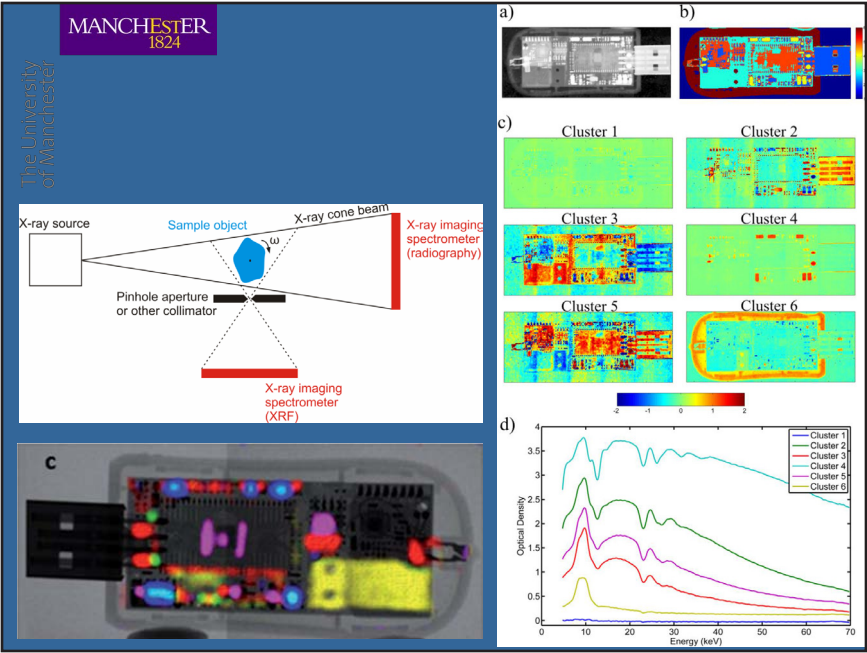 MANCHESTER
1824
The University
of Manchester
X-ray source
Sample object
X-ray cone beam
ω
X-ray imaging
spectrometer
(radiography)
Pinhole aperture
or other collimator
X-ray imaging
spectrometer
(XRF)
c
a)
b)
c)
Cluster 1
Cluster 2
Cluster 3
Cluster 4
Cluster 5
Cluster 6
-2 -1 0 1 2
d)
4
3.5
3
2.5
2
1.5
1
0.5
0
Optical Density
0 10 20 30 40 50 60 70
Energy (keV)
Cluster 1
Cluster 2
Cluster 3
Cluster 4
Cluster 5
Cluster 6